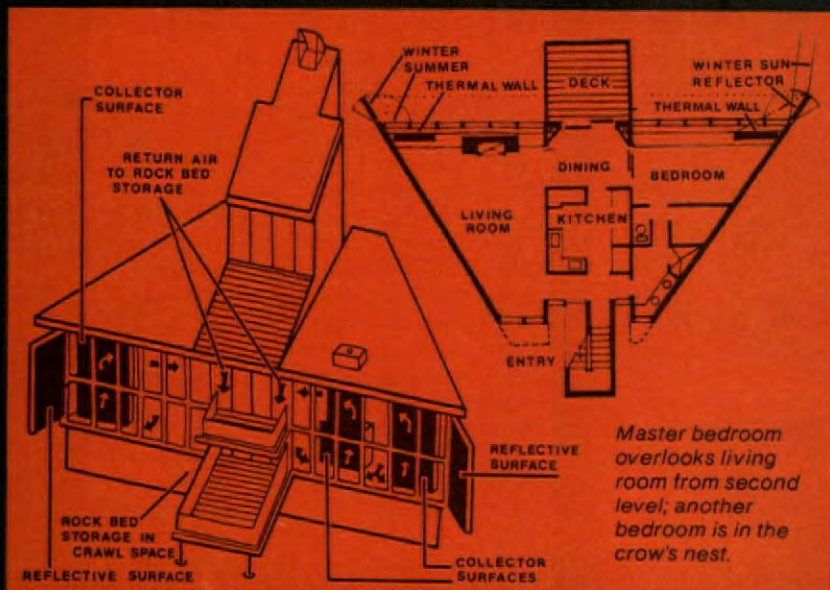 COLLECTOR
SURFACE
RETURN AIR
TO ROCK BED
STORAGE
WINTER
SUMMER
THERMAL WALL
DECK
WINTER SUN
REFLECTOR
THERMAL WALL
DINING
BEDROOM
LIVING
ROOM
KITCHEN
ENTRY
REFLECTIVE
SURFACE
ROCK BED
STORAGE IN
CRAWL SPACE
REFLECTIVE SURFACE
COLLECTOR
SURFACES
Master bedroom
overlooks living
room from second
level; another
bedroom is in the
crow's nest.